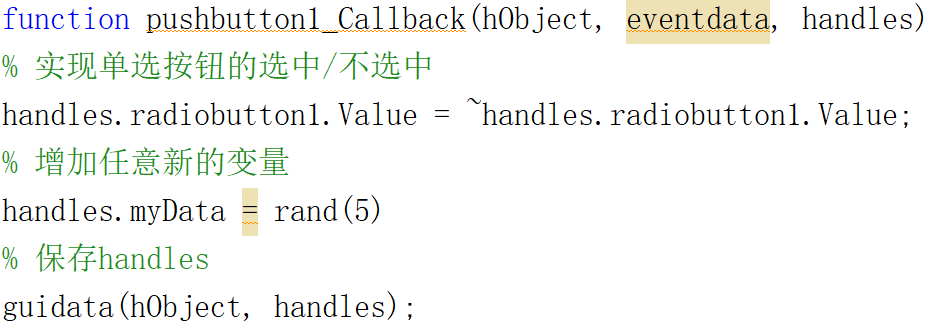 function pushbutton1_Callback(hObject, eventdata, handles)
% 实现单选按钮的选中/不选中
handles.radiobutton1.Value = ~handles.radiobutton1.Value;
% 增加任意新的变量
handles.myData = rand(5)
% 保存handles
guidata(hObject, handles);